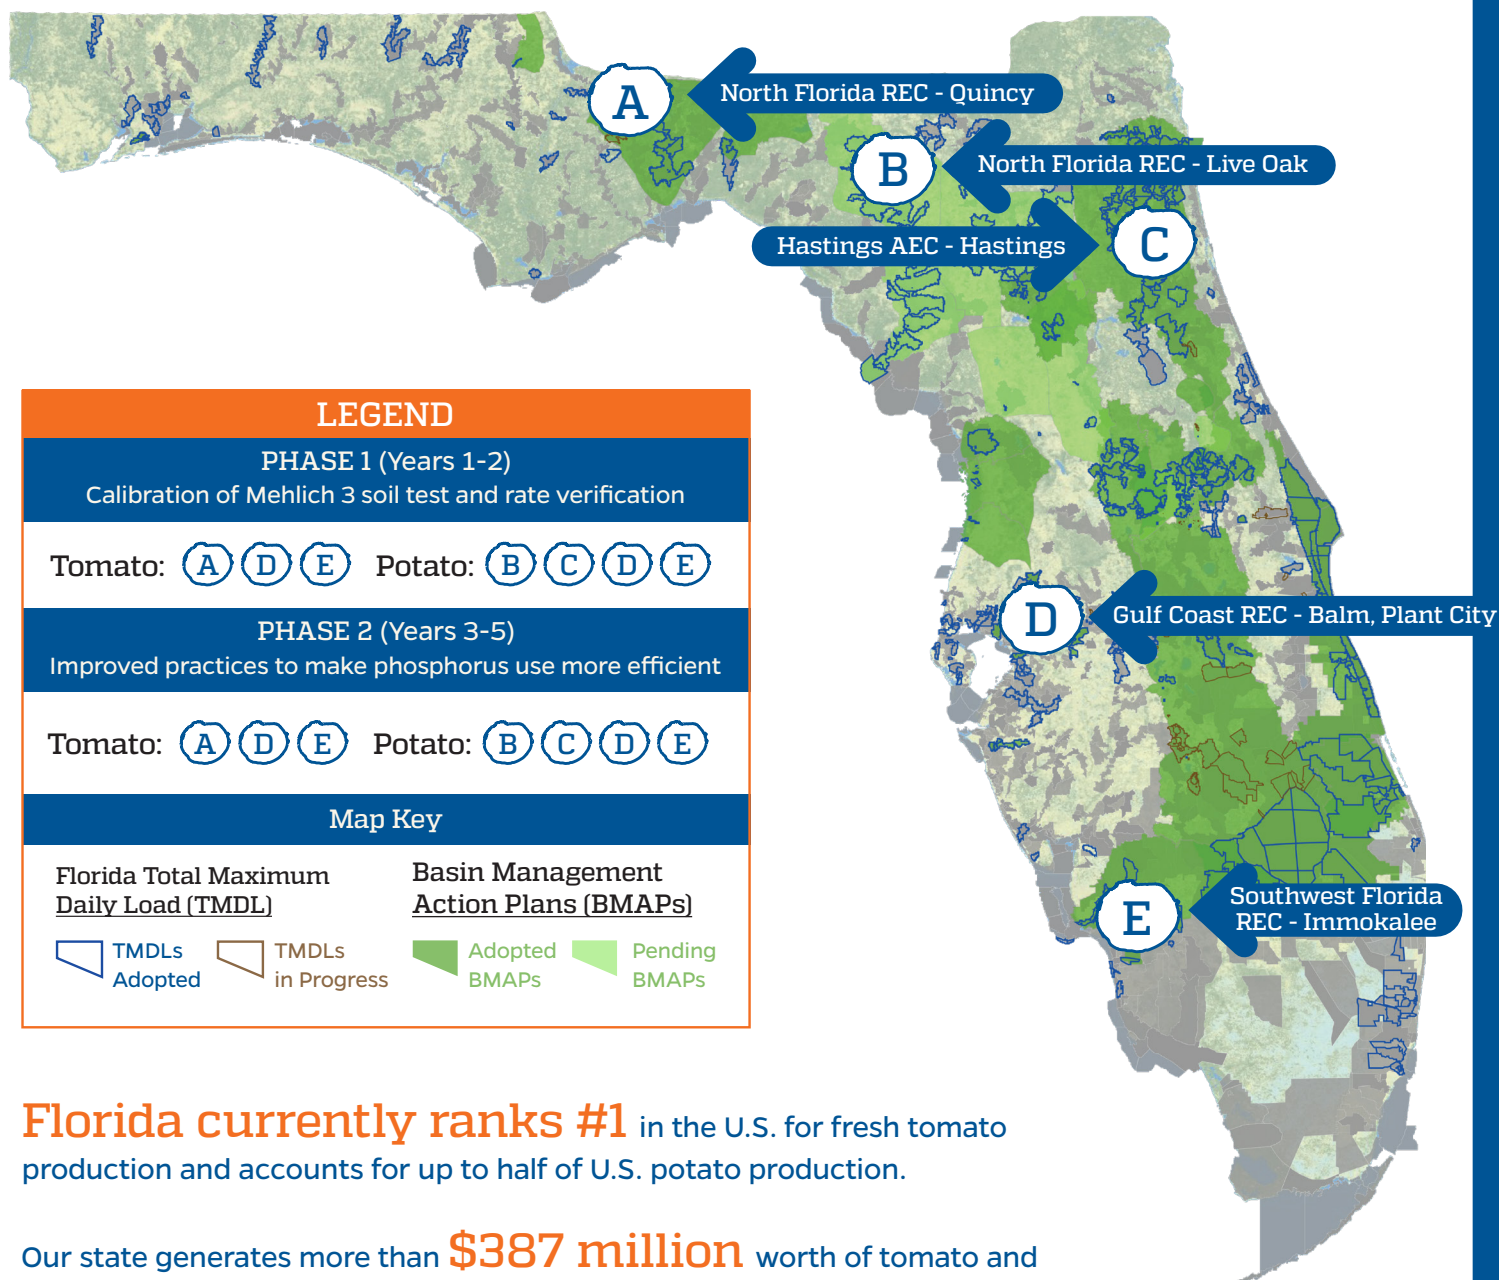 A
North Florida REC - Quincy
B
North Florida REC - Live Oak
Hastings AEC - Hastings
C
LEGEND
PHASE 1 (Years 1-2)
Calibration of Mehlich 3 soil test and rate verification
Tomato: A D E Potato: B C D E
PHASE 2 (Years 3-5)
Improved practices to make phosphorus use more efficient
Tomato: A D E Potato: B C D E
Map Key
Florida Total Maximum
Daily Load (TMDL)
TMDLs
Adopted
TMDLs
in Progress
Basin Management
Action Plans (BMAPs)
Adopted
BMAPs
Pending
BMAPs
D
Gulf Coast REC - Balm, Plant City
E
Southwest Florida
REC - Immokalee
Florida currently ranks #1 in the U.S. for fresh tomato
production and accounts for up to half of U.S. potato production.
Our state generates more than $387 million worth of tomato and